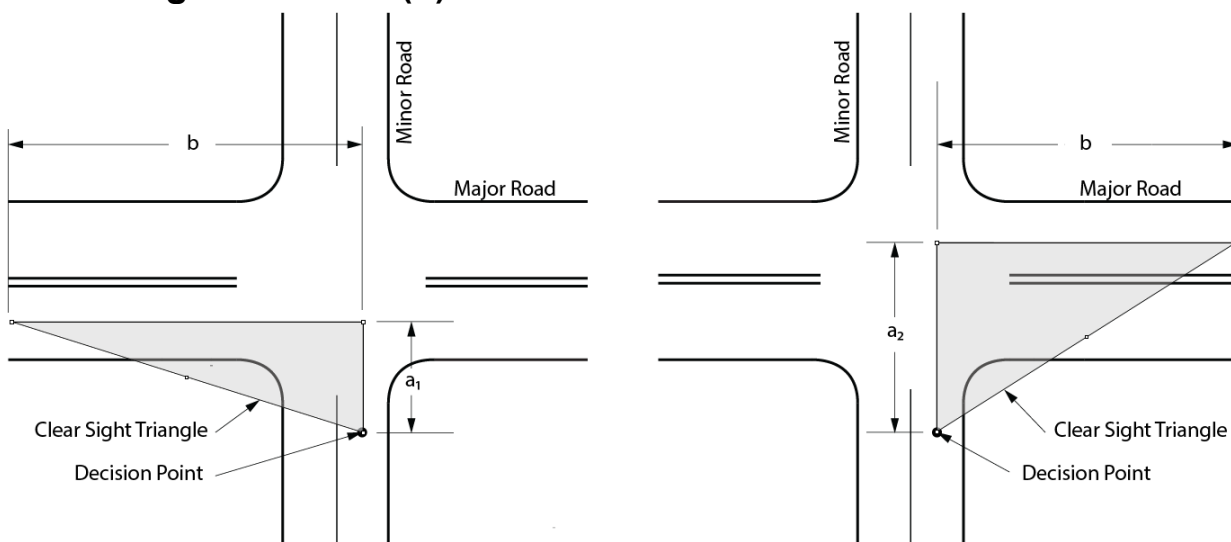 b
Minor Road
Major Road
a₁
Clear Sight Triangle
Decision Point
Minor Road
b
Major Road
a₂
Clear Sight Triangle
Decision Point